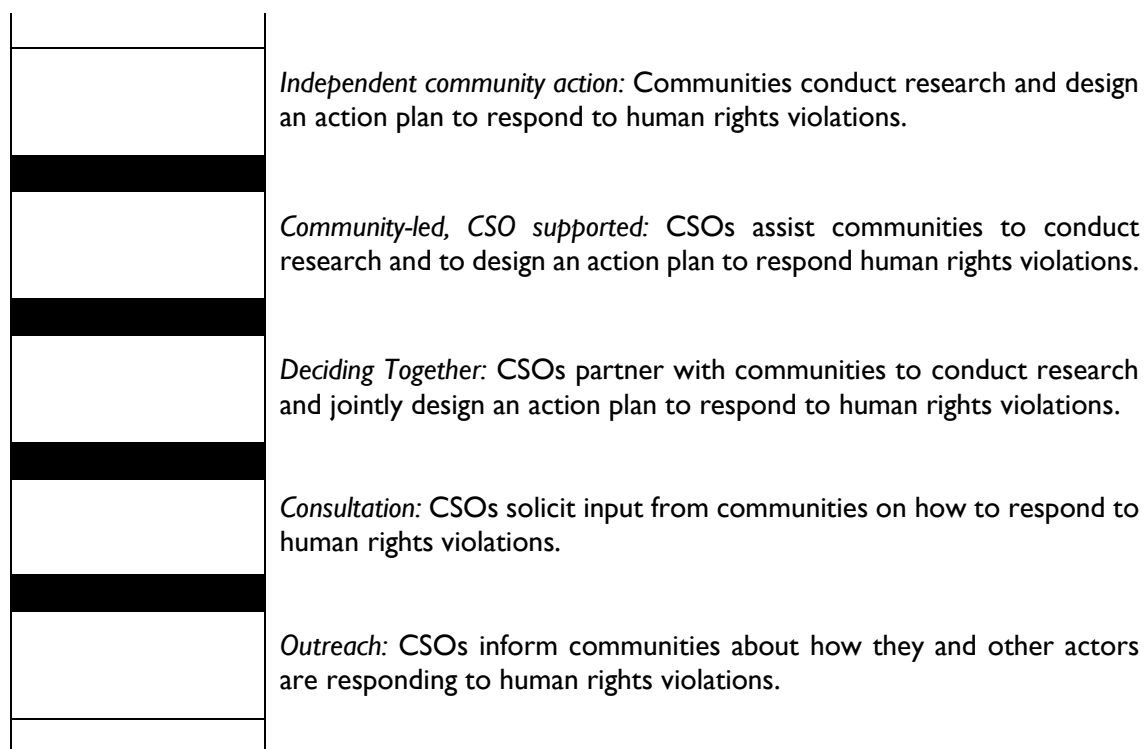 Independent community action: Communities conduct research and design
an action plan to respond to human rights violations.
Community-led, CSO supported: CSOs assist communities to conduct
research and to design an action plan to respond human rights violations.
Deciding Together: CSOs partner with communities to conduct research
and jointly design an action plan to respond to human rights violations.
Consultation: CSOs solicit input from communities on how to respond to
human rights violations.
Outreach: CSOs inform communities about how they and other actors
are responding to human rights violations.